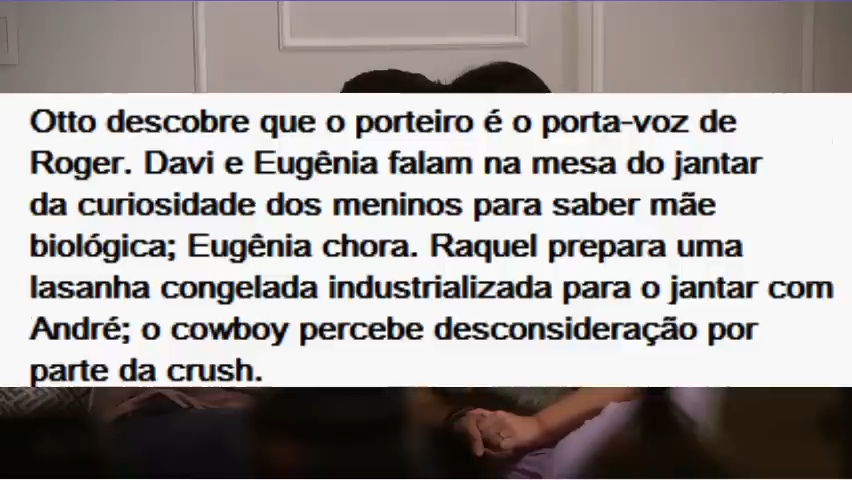 Otto descobre que o porteiro é o porta-voz de
Roger. Davi e Eugênia falam na mesa do jantar
da curiosidade dos meninos para saber mãe
biológica; Eugênia chora. Raquel prepara uma
lasanha congelada industrializada para o jantar com
André; o cowboy percebe desconsideração por
parte da crush.